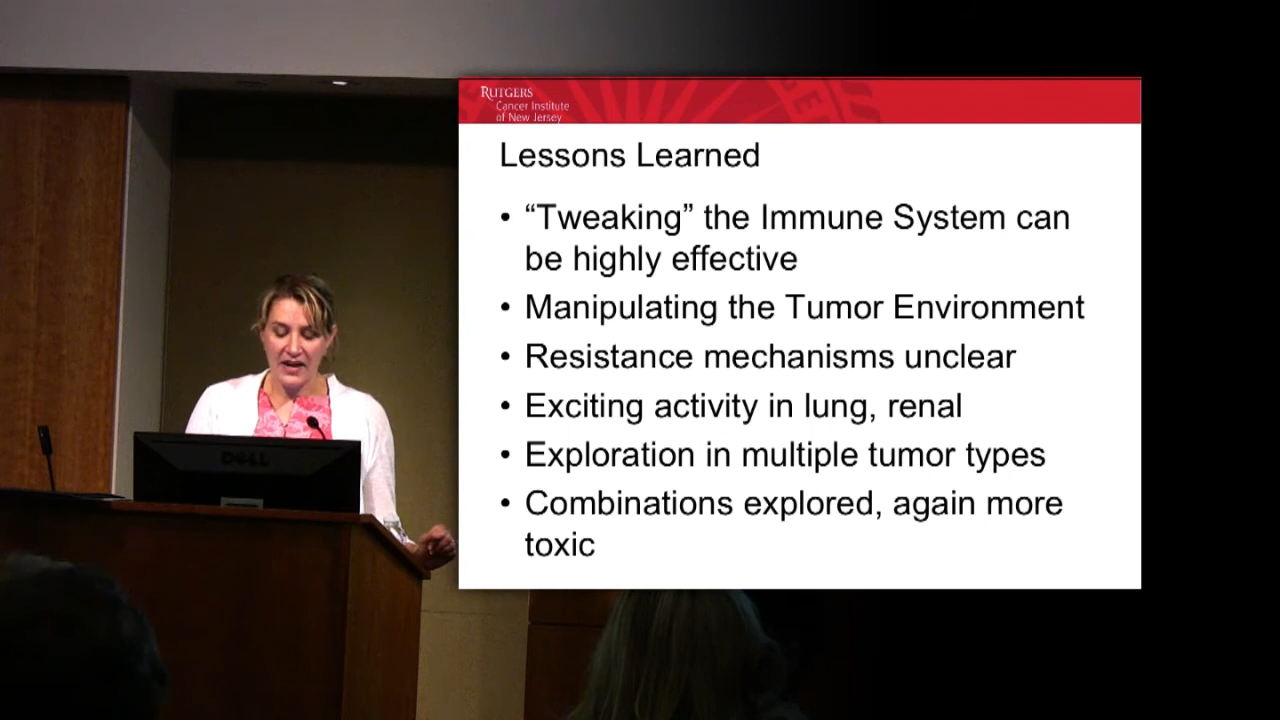 RUTGERS
Cancer Institute
of New Jersey
Lessons Learned
• “Tweaking” the Immune System can
be highly effective
• Manipulating the Tumor Environment
• Resistance mechanisms unclear
• Exciting activity in lung, renal
• Exploration in multiple tumor types
• Combinations explored, again more
toxic
DELL